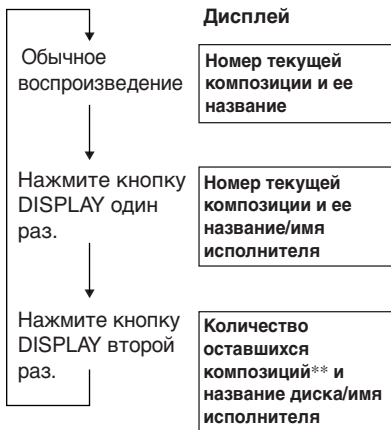 Дисплей
Обычное
воспроизведение
Номер текущей
композиции и ее
название
Нажмите кнопку
DISPLAY один
раз.
Номер текущей
композиции и ее
название/имя
исполнителя
Нажмите кнопку
DISPLAY второй
раз.
Количество
оставшихся
композиций** и
название диска/имя
исполнителя